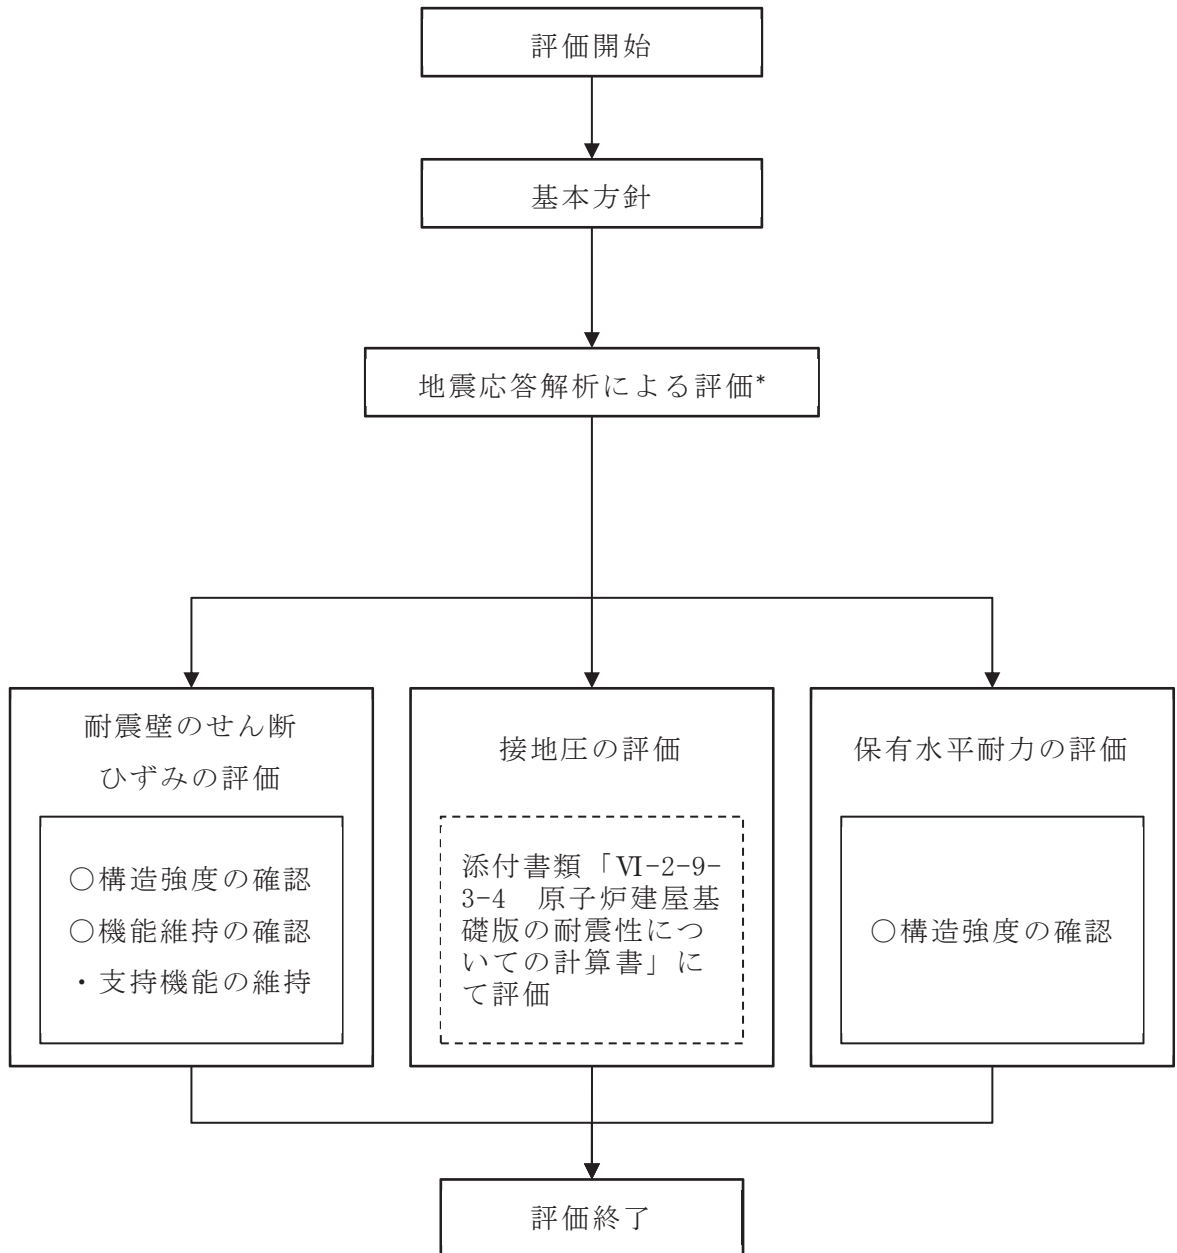 評価開始
基本方針
地震応答解析による評価*
耐震壁のせん断
ひずみの評価
○構造強度の確認
○機能維持の確認
・支持機能の維持
接地圧の評価
添付書類「Ⅵ-2-9-
3-4　原子炉建屋基
礎版の耐震性につ
いての計算書」に
て評価
保有水平耐力の評価
○構造強度の確認
評価終了